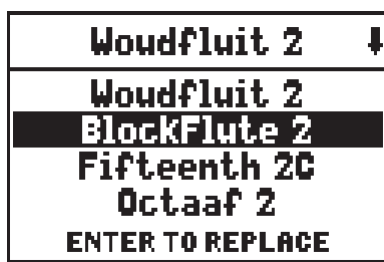 Woudfluit 2
Woudfluit 2
BlockFlute 2
Fifteenth 2C
Octaaf 2
ENTER TO REPLACE